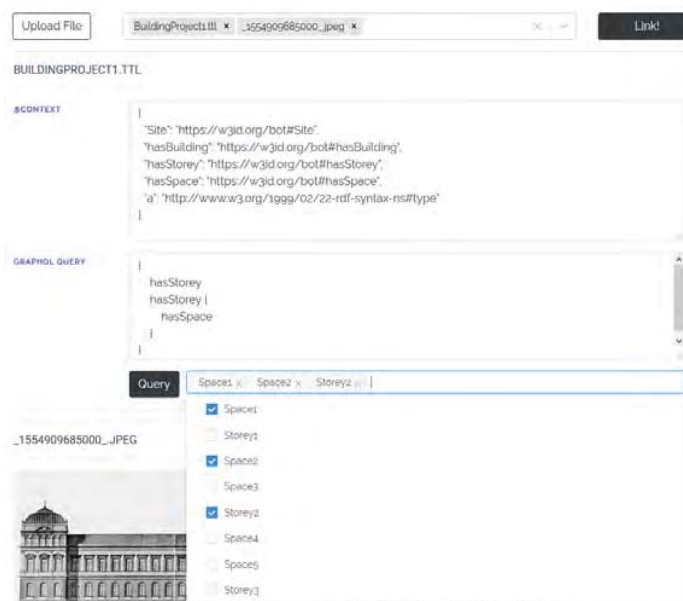 Upload File
BuildingProject1.ttl × _1554909685000_.jpeg ×
Link!
BUILDINGPROJECT1.TTL
@CONTEXT
{
"Site": "https://w3id.org/bot#Site",
"hasBuilding": "https://w3id.org/bot#hasBuilding",
"hasStorey": "https://w3id.org/bot#hasStorey",
"hasSpace": "https://w3id.org/bot#hasSpace",
"a": "http://www.w3.org/1999/02/22-rdf-syntax-ns#type"
}
GRAPHQL QUERY
{
hasStorey
hasStorey {
hasSpace
}
}
Query
Space1 × Space2 × Storey2 ×
Space1
Storey1
Space2
Space3
Storey2
Space4
Space5
Storey3
_1554909685000_.JPEG